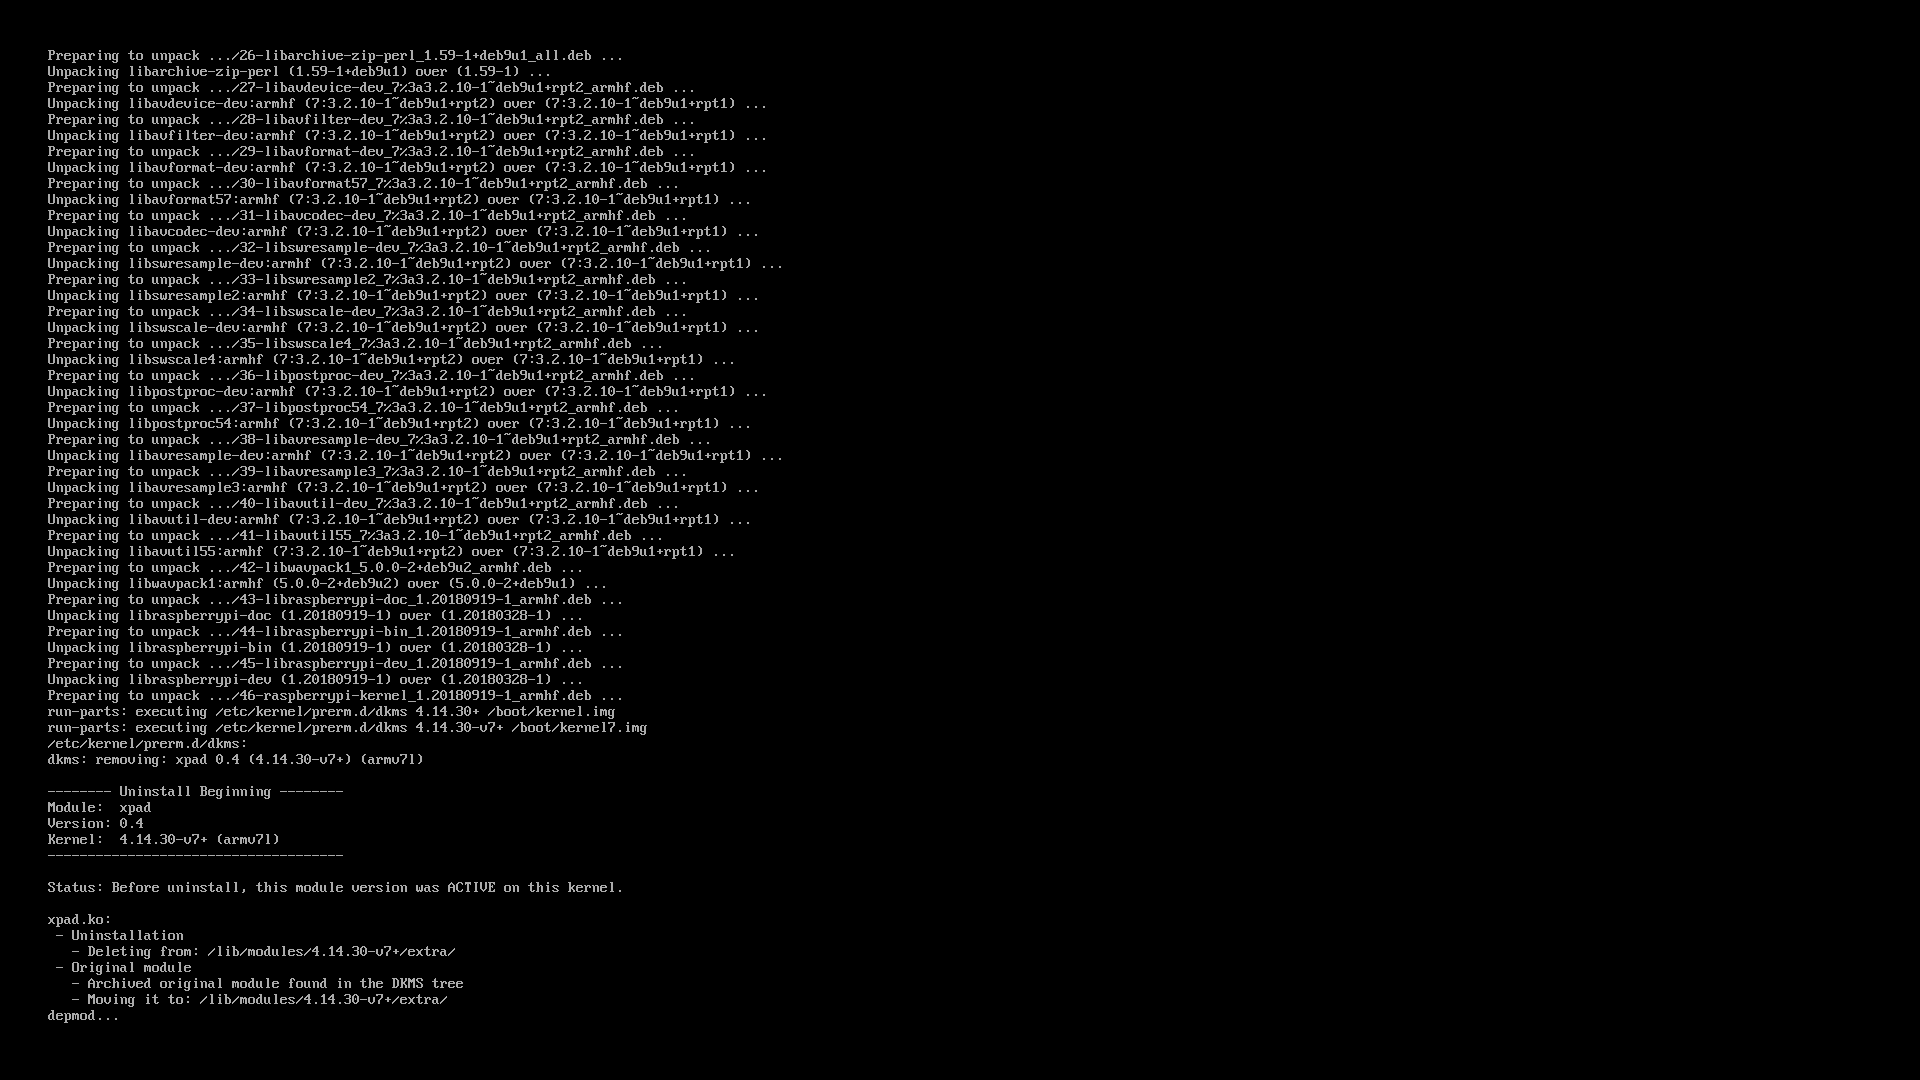 Preparing to unpack .../26-libarchive-zip-perl_1.59-1+deb9u1_all.deb ...
Unpacking libarchive-zip-perl (1.59-1+deb9u1) over (1.59-1) ...
Preparing to unpack .../27-libavdevice-dev_7%3a3.2.10-1~deb9u1+rpt2_armhf.deb ...
Unpacking libavdevice-dev:armhf (7:3.2.10-1~deb9u1+rpt2) over (7:3.2.10-1~deb9u1+rpt1) ...
Preparing to unpack .../28-libavfilter-dev_7%3a3.2.10-1~deb9u1+rpt2_armhf.deb ...
Unpacking libavfilter-dev:armhf (7:3.2.10-1~deb9u1+rpt2) over (7:3.2.10-1~deb9u1+rpt1) ...
Preparing to unpack .../29-libavformat-dev_7%3a3.2.10-1~deb9u1+rpt2_armhf.deb ...
Unpacking libavformat-dev:armhf (7:3.2.10-1~deb9u1+rpt2) over (7:3.2.10-1~deb9u1+rpt1) ...
Preparing to unpack .../30-libavformat57_7%3a3.2.10-1~deb9u1+rpt2_armhf.deb ...
Unpacking libavformat57:armhf (7:3.2.10-1~deb9u1+rpt2) over (7:3.2.10-1~deb9u1+rpt1) ...
Preparing to unpack .../31-libavcodec-dev_7%3a3.2.10-1~deb9u1+rpt2_armhf.deb ...
Unpacking libavcodec-dev:armhf (7:3.2.10-1~deb9u1+rpt2) over (7:3.2.10-1~deb9u1+rpt1) ...
Preparing to unpack .../32-libswresample-dev_7%3a3.2.10-1~deb9u1+rpt2_armhf.deb ...
Unpacking libswresample-dev:armhf (7:3.2.10-1~deb9u1+rpt2) over (7:3.2.10-1~deb9u1+rpt1) ...
Preparing to unpack .../33-libswresample2_7%3a3.2.10-1~deb9u1+rpt2_armhf.deb ...
Unpacking libswresample2:armhf (7:3.2.10-1~deb9u1+rpt2) over (7:3.2.10-1~deb9u1+rpt1) ...
Preparing to unpack .../34-libswscale-dev_7%3a3.2.10-1~deb9u1+rpt2_armhf.deb ...
Unpacking libswscale-dev:armhf (7:3.2.10-1~deb9u1+rpt2) over (7:3.2.10-1~deb9u1+rpt1) ...
Preparing to unpack .../35-libswscale4_7%3a3.2.10-1~deb9u1+rpt2_armhf.deb ...
Unpacking libswscale4:armhf (7:3.2.10-1~deb9u1+rpt2) over (7:3.2.10-1~deb9u1+rpt1) ...
Preparing to unpack .../36-libpostproc-dev_7%3a3.2.10-1~deb9u1+rpt2_armhf.deb ...
Unpacking libpostproc-dev:armhf (7:3.2.10-1~deb9u1+rpt2) over (7:3.2.10-1~deb9u1+rpt1) ...
Preparing to unpack .../37-libpostproc54_7%3a3.2.10-1~deb9u1+rpt2_armhf.deb ...
Unpacking libpostproc54:armhf (7:3.2.10-1~deb9u1+rpt2) over (7:3.2.10-1~deb9u1+rpt1) ...
Preparing to unpack .../38-libavresample-dev_7%3a3.2.10-1~deb9u1+rpt2_armhf.deb ...
Unpacking libavresample-dev:armhf (7:3.2.10-1~deb9u1+rpt2) over (7:3.2.10-1~deb9u1+rpt1) ...
Preparing to unpack .../39-libavresample3_7%3a3.2.10-1~deb9u1+rpt2_armhf.deb ...
Unpacking libavresample3:armhf (7:3.2.10-1~deb9u1+rpt2) over (7:3.2.10-1~deb9u1+rpt1) ...
Preparing to unpack .../40-libavutil-dev_7%3a3.2.10-1~deb9u1+rpt2_armhf.deb ...
Unpacking libavutil-dev:armhf (7:3.2.10-1~deb9u1+rpt2) over (7:3.2.10-1~deb9u1+rpt1) ...
Preparing to unpack .../41-libavutil55_7%3a3.2.10-1~deb9u1+rpt2_armhf.deb ...
Unpacking libavutil55:armhf (7:3.2.10-1~deb9u1+rpt2) over (7:3.2.10-1~deb9u1+rpt1) ...
Preparing to unpack .../42-libwavpack1_5.0.0-2+deb9u2_armhf.deb ...
Unpacking libwavpack1:armhf (5.0.0-2+deb9u2) over (5.0.0-2+deb9u1) ...
Preparing to unpack .../43-libraspberrypi-doc_1.20180919-1_armhf.deb ...
Unpacking libraspberrypi-doc (1.20180919-1) over (1.20180328-1) ...
Preparing to unpack .../44-libraspberrypi-bin_1.20180919-1_armhf.deb ...
Unpacking libraspberrypi-bin (1.20180919-1) over (1.20180328-1) ...
Preparing to unpack .../45-libraspberrypi-dev_1.20180919-1_armhf.deb ...
Unpacking libraspberrypi-dev (1.20180919-1) over (1.20180328-1) ...
Preparing to unpack .../46-raspberrypi-kernel_1.20180919-1_armhf.deb ...
run-parts: executing /etc/kernel/prerm.d/dkms 4.14.30+ /boot/kernel.img
run-parts: executing /etc/kernel/prerm.d/dkms 4.14.30-v7+ /boot/kernel7.img
/etc/kernel/prerm.d/dkms:
dkms: removing: xpad 0.4 (4.14.30-v7+) (armv7l)
-------- Uninstall Beginning --------
Module:  xpad
Version: 0.4
Kernel:  4.14.30-v7+ (armv7l)
-------------------------------------
Status: Before uninstall, this module version was ACTIVE on this kernel.
xpad.ko:
 - Uninstallation
   - Deleting from: /lib/modules/4.14.30-v7+/extra/
 - Original module
   - Archived original module found in the DKMS tree
   - Moving it to: /lib/modules/4.14.30-v7+/extra/
depmod...